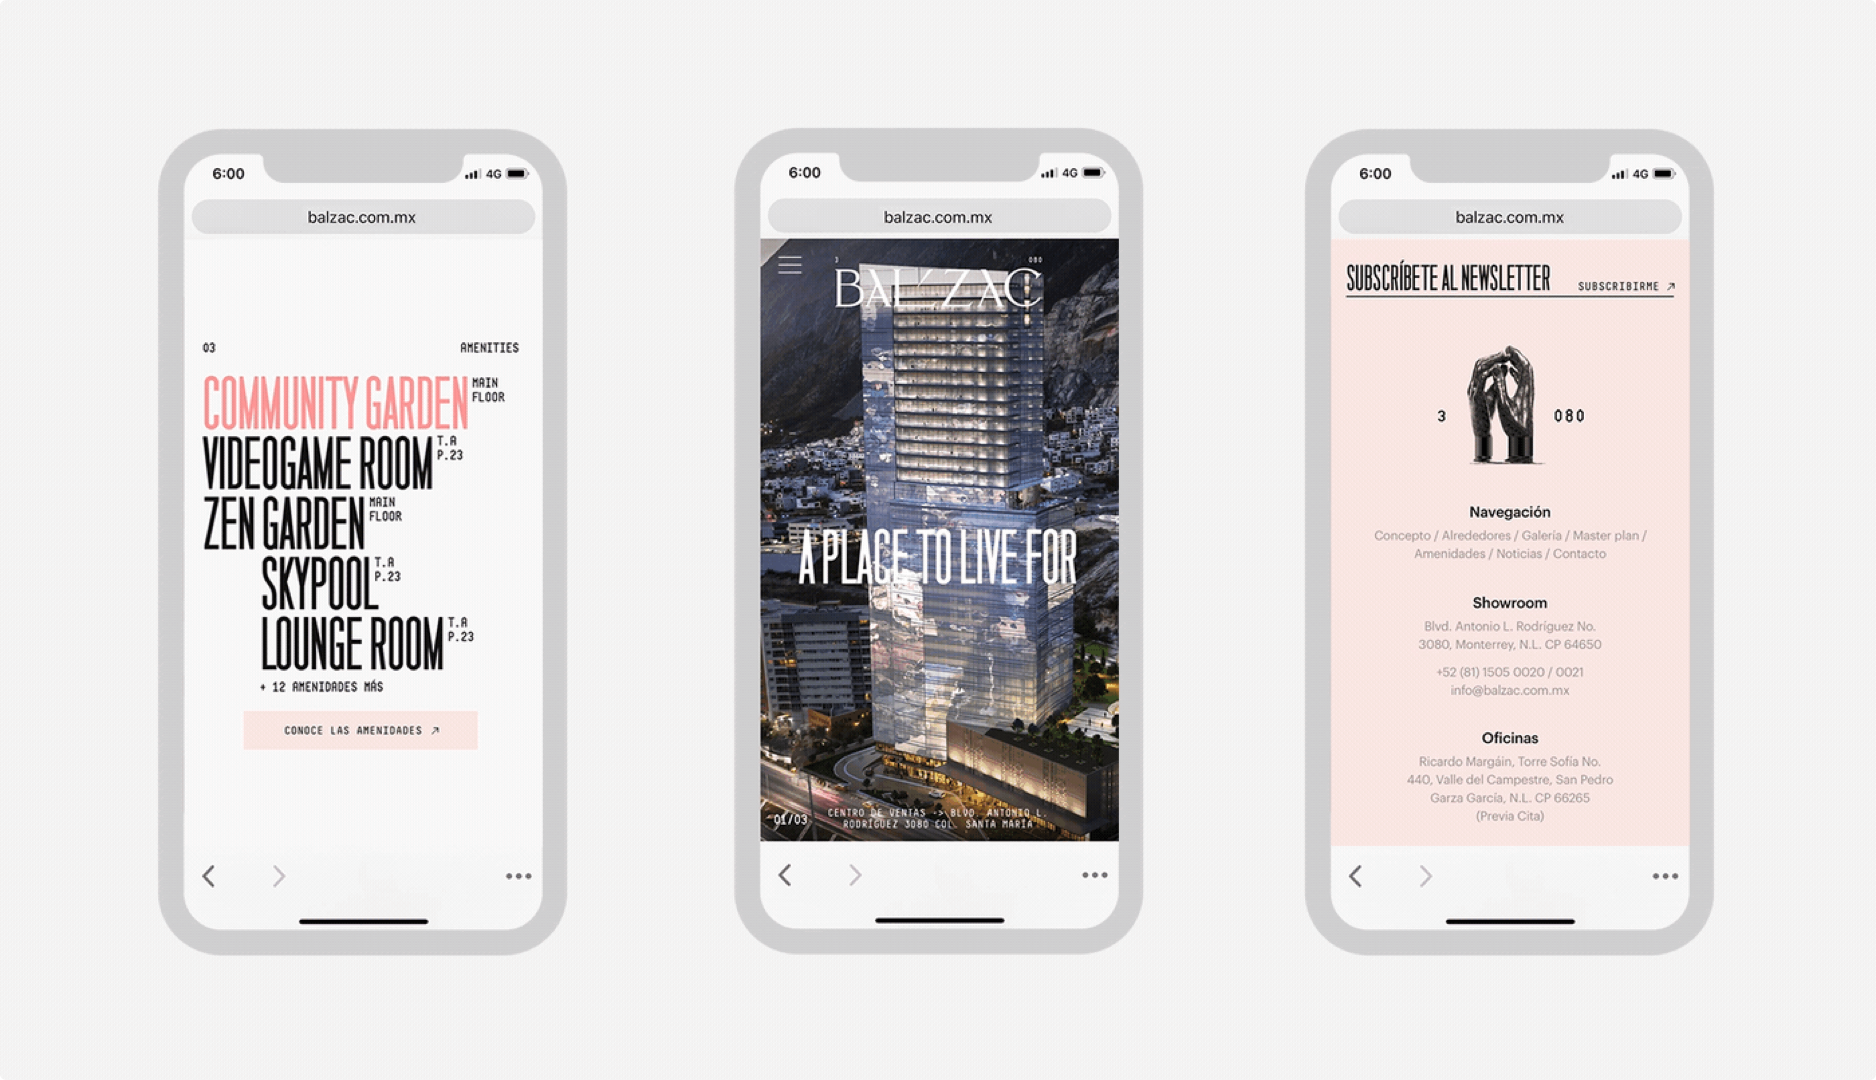 6:00
4G
balzac.com.mx
03
AMENITIES
COMMUNITY GARDEN
MAIN
FLOOR
VIDEOGAME ROOM
T.A
P.23
ZEN GARDEN
MAIN
FLOOR
SKYPOOL
T.A
P.23
LOUNGE ROOM
T.A
P.23
+ 12 AMENIDADES MÁS
CONOCE LAS AMENIDADES ↗
6:00
4G
balzac.com.mx
3
080
BALZAC
A PLACE TO LIVE FOR
01/03
CENTRO DE VENTAS -> BLVD. ANTONIO L.
RODRÍGUEZ 3080 COL. SANTA MARÍA
6:00
4G
balzac.com.mx
SUBSCRÍBETE AL NEWSLETTER
SUBSCRIBIRME ↗
3
080
Navegación
Concepto / Alrededores / Galería / Master plan /
Amenidades / Noticias / Contacto
Showroom
Blvd. Antonio L. Rodríguez No.
3080, Monterrey, N.L. CP 64650
+52 (81) 1505 0020 / 0021
info@balzac.com.mx
Oficinas
Ricardo Margáin, Torre Sofía No.
440, Valle del Campestre, San Pedro
Garza García, N.L. CP 66265
(Previa Cita)